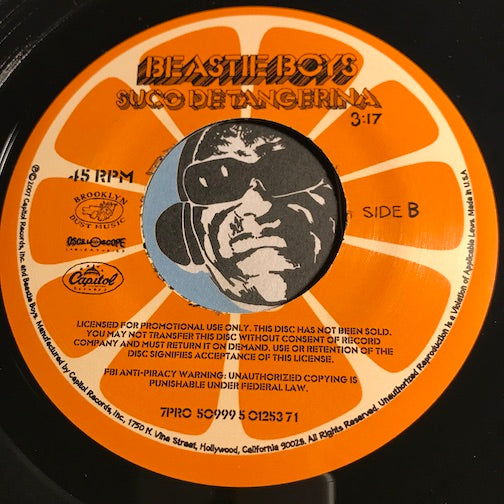 BEASTIE BOYS
SUCO DE TANGERINA
3:17
45 RPM
BROOKLYN
DUST MUSIC
SIDE B
OSCILLOSCOPE
LABORATORIES
Capitol
RECORDS
LICENSED FOR PROMOTIONAL USE ONLY. THIS DISC HAS NOT BEEN SOLD.
YOU MAY NOT TRANSFER THIS DISC WITHOUT CONSENT OF RECORD
COMPANY AND MUST RETURN IT ON DEMAND. USE OR RETENTION OF THE
DISC SIGNIFIES ACCEPTANCE OF THIS LICENSE.
FBI ANTI-PIRACY WARNING: UNAUTHORIZED COPYING IS
PUNISHABLE UNDER FEDERAL LAW.
7PRO 50999 5 01253 71
℗©2007 Capitol Records, Inc. and Beastie Boys. Manufactured by Capitol Records, Inc., 1750 N. Vine Street, Hollywood, California 90028. All Rights Reserved. Unauthorized Reproduction is a Violation of Applicable Laws. Made in U.S.A.